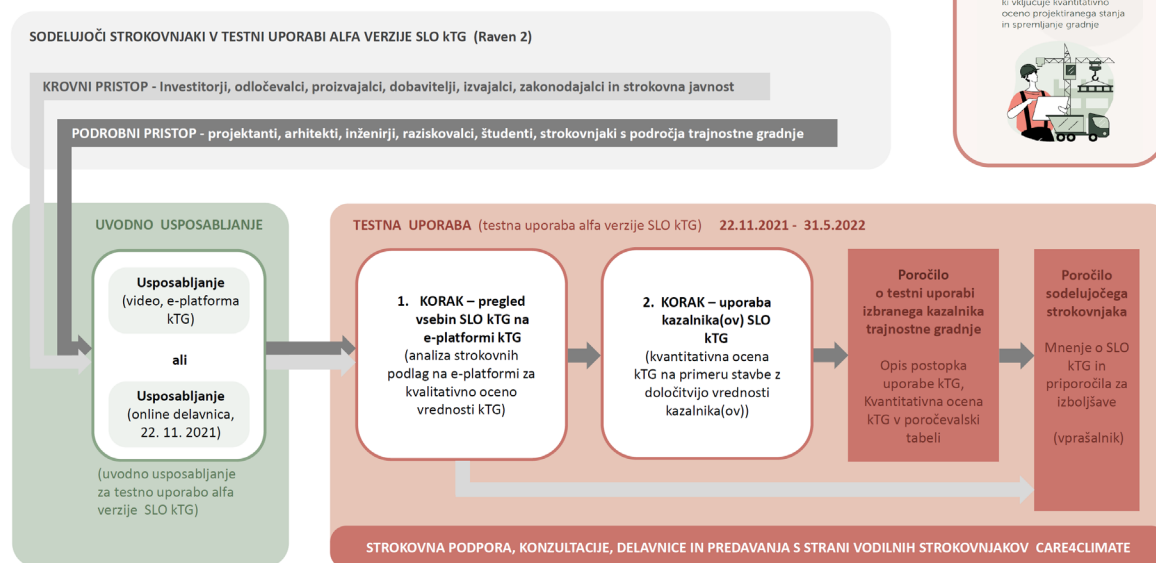 ki vključuje kvantitativno
oceno projektiranega stanja
in spremljanje gradnje
SODELUJOČI STROKOVNJAKI V TESTNI UPORABI ALFA VERZIJE SLO kTG (Raven 2)
KROVNI PRISTOP - Investitorji, odločevalci, proizvajalci, dobavitelji, izvajalci, zakonodajalci in strokovna javnost
PODROBNI PRISTOP - projektanti, arhitekti, inženirji, raziskovalci, študenti, strokovnjaki s področja trajnostne gradnje
UVODNO USPOSABLJANJE
Usposabljanje
(video, e-platforma
kTG)
ali
Usposabljanje
(online delavnica,
22. 11. 2021)
(uvodno usposabljanje
za testno uporabo alfa
verzije SLO kTG)
TESTNA UPORABA (testna uporaba alfa verzije SLO kTG) 22.11.2021 - 31.5.2022
1. KORAK – pregled
vsebin SLO kTG na
e-platformi kTG
(analiza strokovnih
podlag na e-platformi za
kvalitativno oceno
vrednosti kTG)
2. KORAK – uporaba
kazalnika(ov) SLO
kTG
(kvantitativna ocena
kTG na primeru stavbe z
določitvijo vrednosti
kazalnika(ov))
Poročilo
o testni uporabi
izbranega kazalnika
trajnostne gradnje
Opis postopka
uporabe kTG,
Kvantitativna ocena
kTG v poročevalski
tabeli
Poročilo
sodelujočega
strokovnjaka
Mnenje o SLO
kTG in
priporočila za
izboljšave
(vprašalnik)
STROKOVNA PODPORA, KONZULTACIJE, DELAVNICE IN PREDAVANJA S STRANI VODILNIH STROKOVNJAKOV CARE4CLIMATE